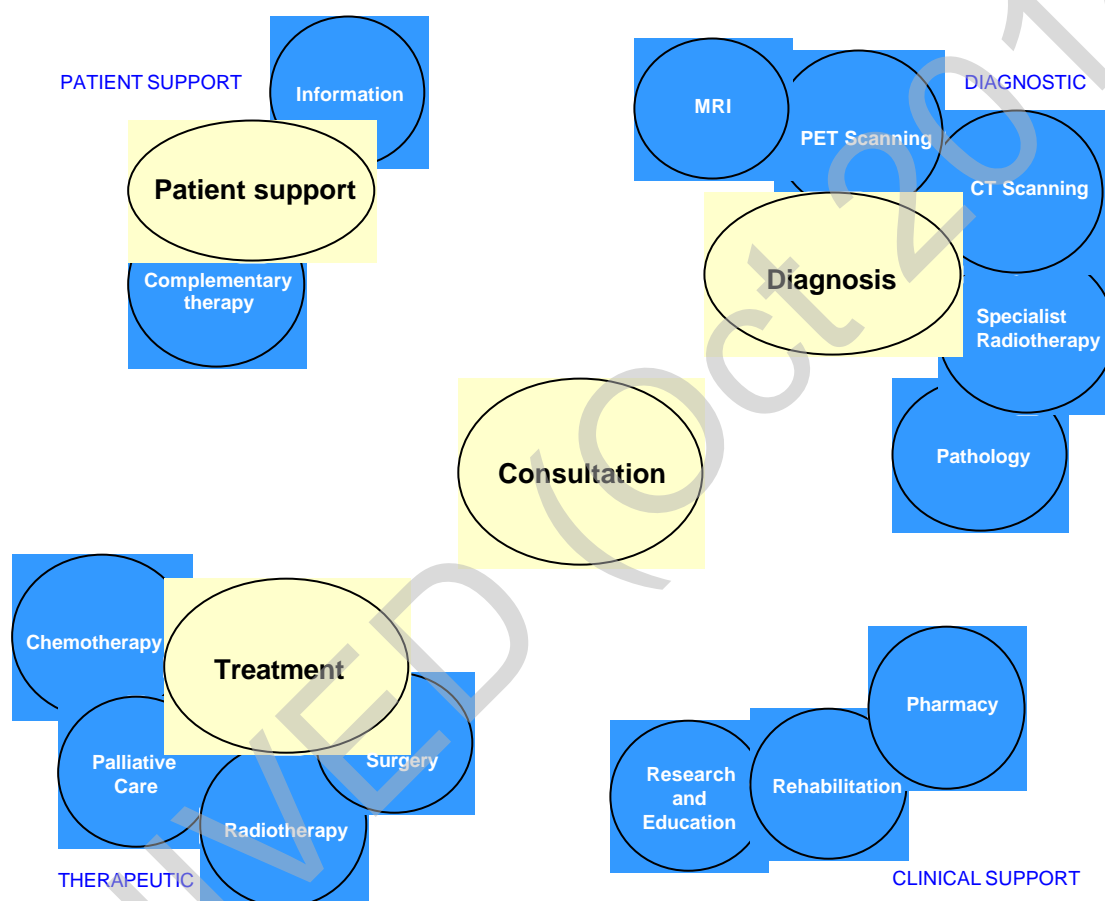 PATIENT SUPPORT
Information
Patient support
Complementary
therapy
MRI
PET Scanning
DIAGNOSTIC
CT Scanning
Diagnosis
Specialist
Radiotherapy
Pathology
Consultation
Chemotherapy
Treatment
Palliative
Care
Surgery
Radiotherapy
THERAPEUTIC
Pharmacy
Research
and
Education
Rehabilitation
CLINICAL SUPPORT